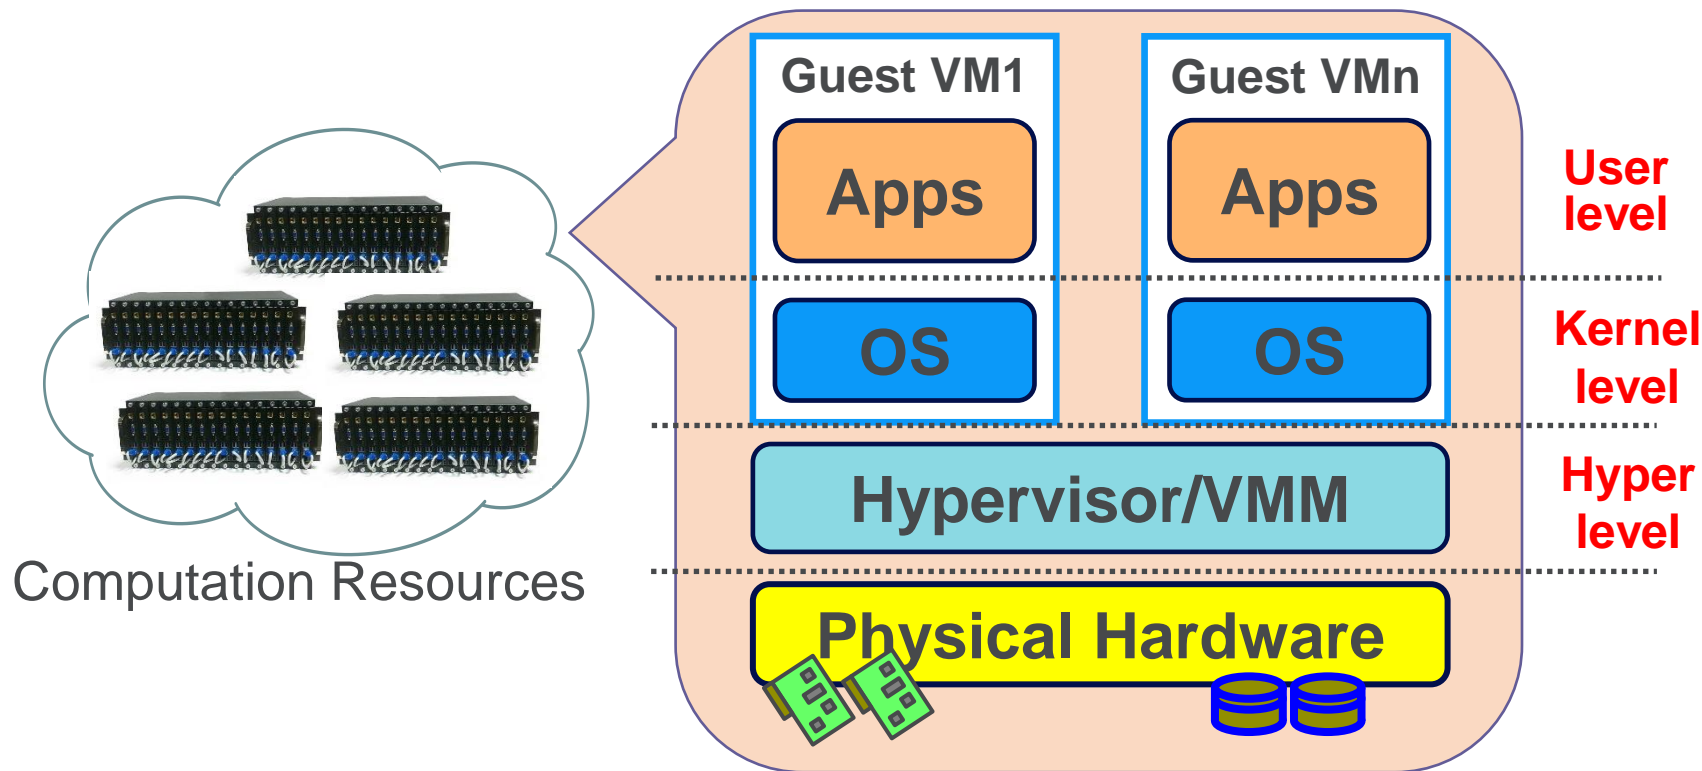 Guest VM1
Guest VMn
Apps
Apps
User
level
OS
OS
Kernel
level
Hypervisor/VMM
Hyper
level
Computation Resources
Physical Hardware